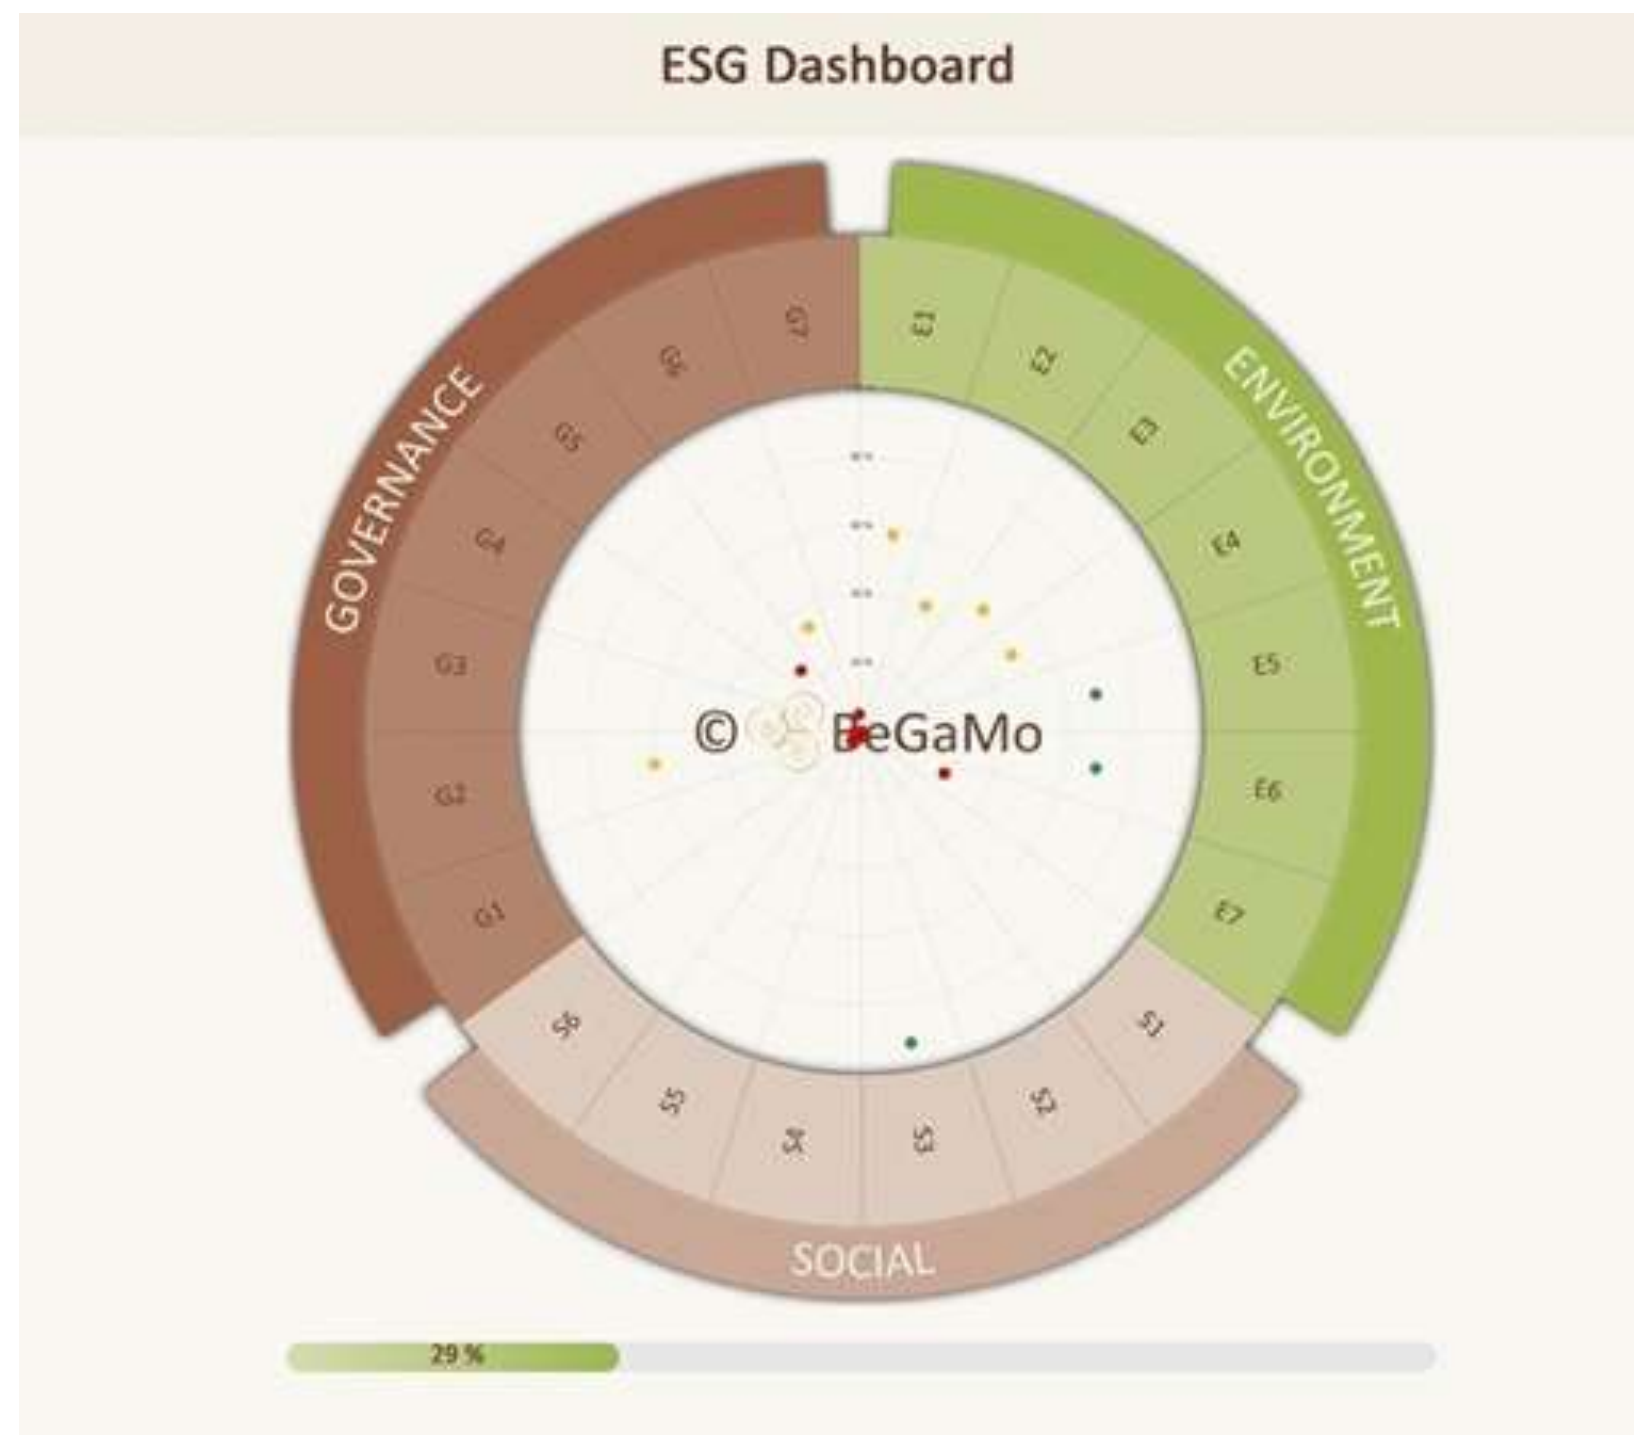 ESG Dashboard
GOVERNANCE
ENVIRONMENT
SOCIAL
E1
E2
E3
E4
E5
E6
E7
S1
S2
S3
S4
S5
S6
G1
G2
G3
G4
G5
G6
G7
© BeGaMo
29 %